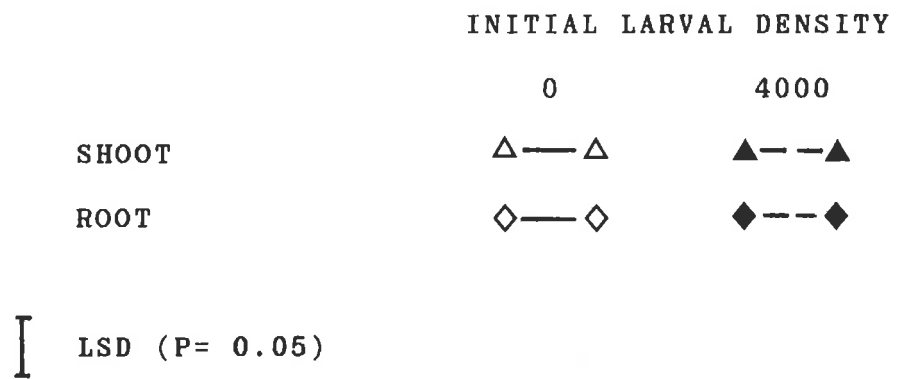 INITIAL LARVAL DENSITY
0 4000
SHOOT
ROOT
LSD (P= 0.05)